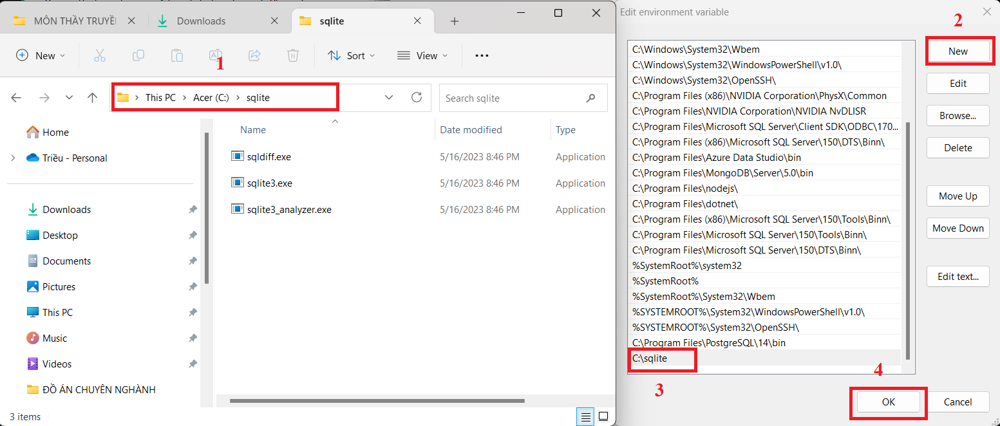 MÔN THẦY TRUYỀ
Downloads
sqlite
New
Sort
View
1
This PC > Acer (C:) > sqlite
Search sqlite
Home
Triều - Personal
Downloads
Desktop
Documents
Pictures
This PC
Music
Videos
ĐỒ ÁN CHUYÊN NGHÀNH
3 items
Name Date modified Type
sqldiff.exe 5/16/2023 8:46 PM Application
sqlite3.exe 5/16/2023 8:46 PM Application
sqlite3_analyzer.exe 5/16/2023 8:46 PM Application
Edit environment variable
C:\Windows\System32\Wbem
C:\Windows\System32\WindowsPowerShell\v1.0\
C:\Windows\System32\OpenSSH\
C:\Program Files (x86)\NVIDIA Corporation\PhysX\Common
C:\Program Files\NVIDIA Corporation\NVIDIA NvDLISR
C:\Program Files\Microsoft SQL Server\Client SDK\ODBC\170...
C:\Program Files (x86)\Microsoft SQL Server\150\DTS\Binn\
C:\Program Files\Azure Data Studio\bin
C:\Program Files\MongoDB\Server\5.0\bin
C:\Program Files\nodejs\
C:\Program Files\dotnet\
C:\Program Files (x86)\Microsoft SQL Server\150\Tools\Binn\
C:\Program Files\Microsoft SQL Server\150\Tools\Binn\
C:\Program Files\Microsoft SQL Server\150\DTS\Binn\
%SystemRoot%\system32
%SystemRoot%
%SystemRoot%\System32\Wbem
%SYSTEMROOT%\System32\WindowsPowerShell\v1.0\
%SYSTEMROOT%\System32\OpenSSH\
C:\Program Files\PostgreSQL\14\bin
C:\sqlite
3
2
New
Edit
Browse...
Delete
Move Up
Move Down
Edit text...
4
OK
Cancel